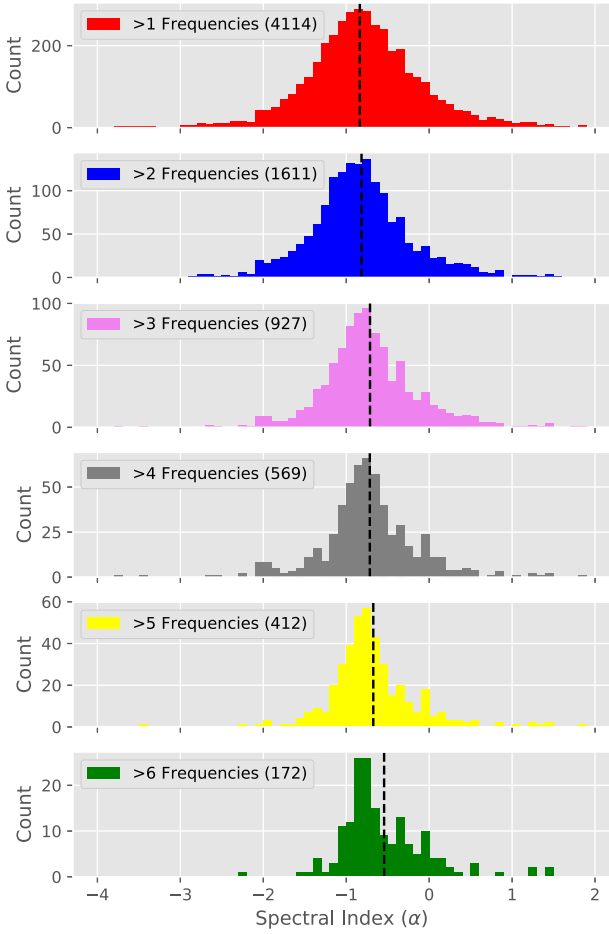 >1 Frequencies (4114)
Count
200
0
>2 Frequencies (1611)
Count
100
50
0
>3 Frequencies (927)
Count
100
50
0
>4 Frequencies (569)
Count
50
25
0
>5 Frequencies (412)
Count
60
40
20
0
>6 Frequencies (172)
Count
20
10
0
−4 −3 −2 −1 0 1 2
Spectral Index (α)